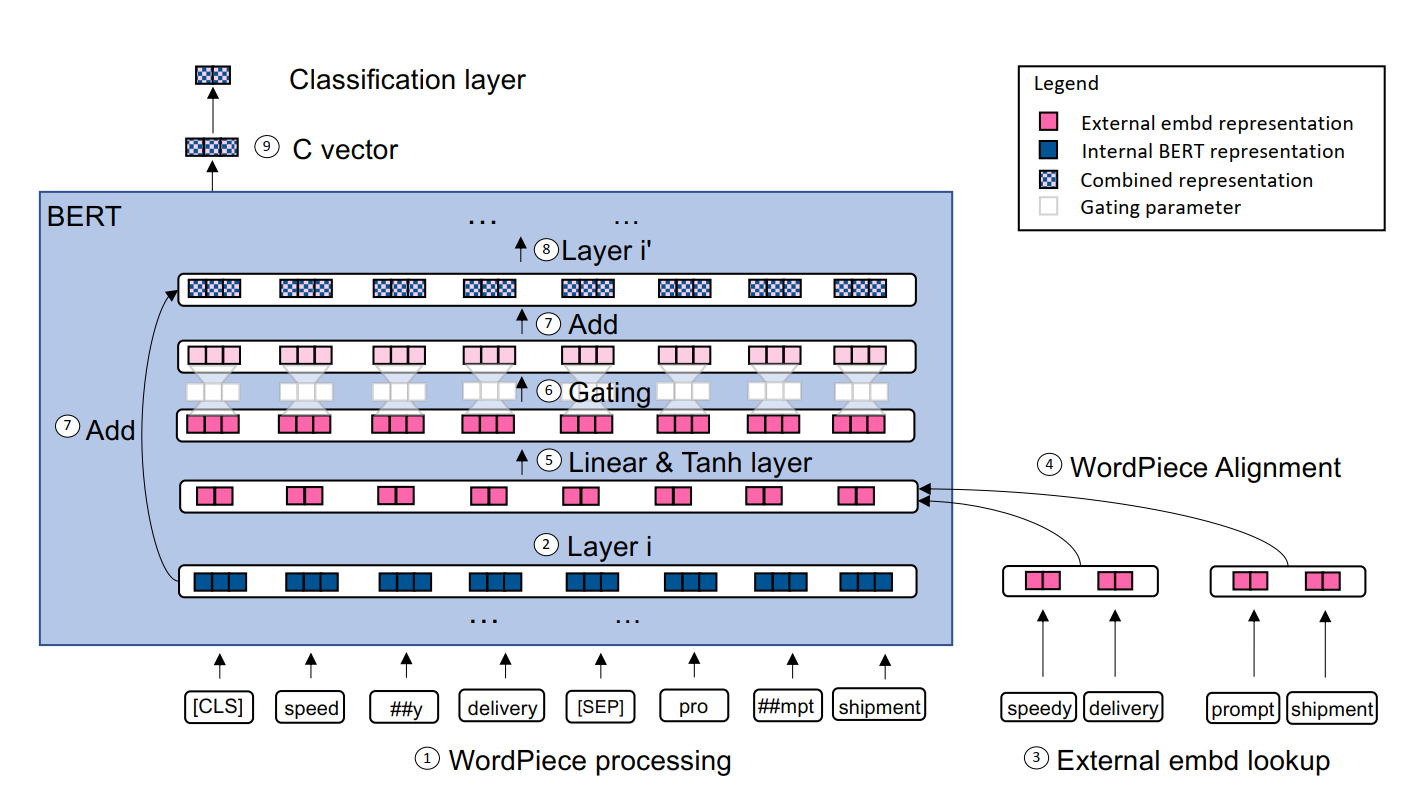 Classification layer
⑨ C vector
Legend
External embd representation
Internal BERT representation
Combined representation
Gating parameter
BERT
... ...
⑧ Layer i'
⑦ Add
⑥ Gating
⑦ Add
⑤ Linear & Tanh layer
④ WordPiece Alignment
② Layer i
... ...
[CLS] speed ##y delivery [SEP] pro ##mpt shipment
speedy delivery prompt shipment
① WordPiece processing
③ External embd lookup